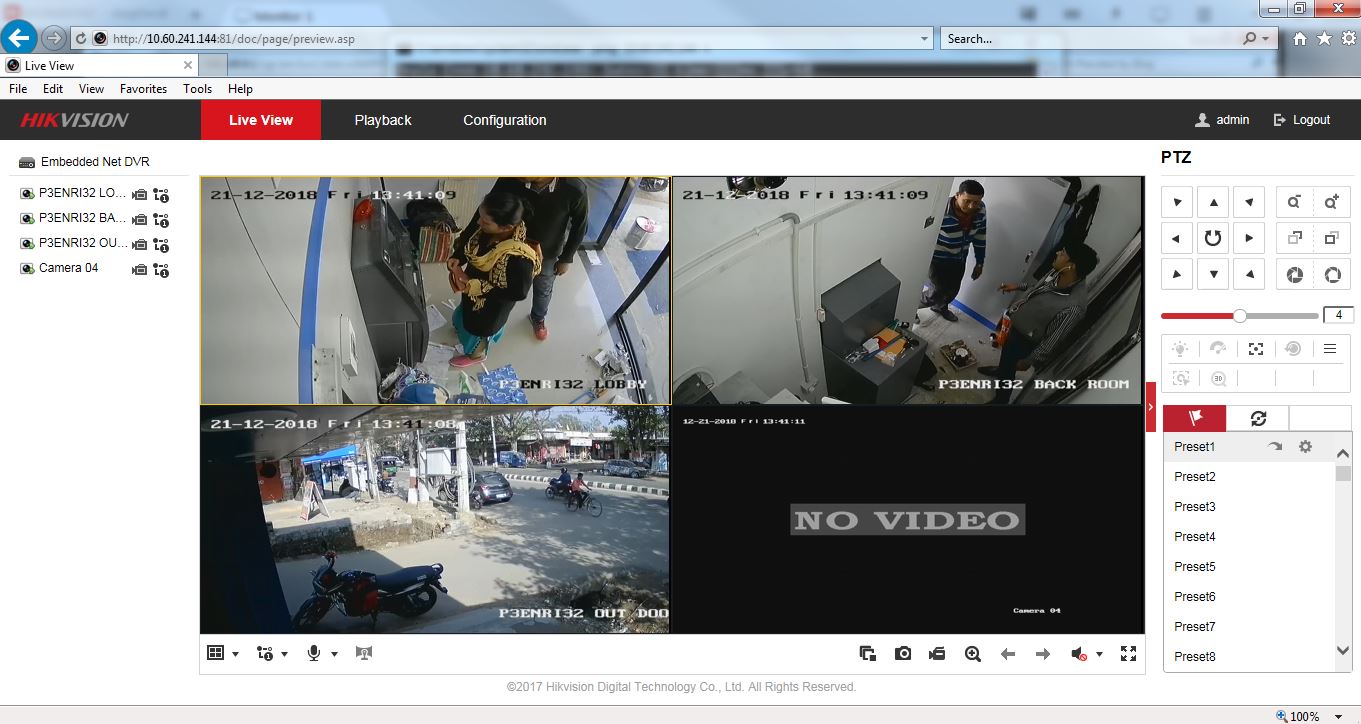 http://10.60.241.144:81/doc/page/preview.asp
Search...
Live View
File Edit View Favorites Tools Help
HIKVISION
Live View Playback Configuration
admin Logout
Embedded Net DVR
P3ENRI32 LO...
P3ENRI32 BA...
P3ENRI32 OU...
Camera 04
21-12-2018 Fri 13:41:09
P3ENRI32 LOBBY
21-12-2018 Fri 13:41:09
P3ENRI32 BACK ROOM
21-12-2018 Fri 13:41:08
P3ENRI32 OUT DOO
12-21-2018 Fri 13:41:11
NO VIDEO
Camera 04
PTZ
4
3D
Preset1
Preset2
Preset3
Preset4
Preset5
Preset6
Preset7
Preset8
©2017 Hikvision Digital Technology Co., Ltd. All Rights Reserved.
100%